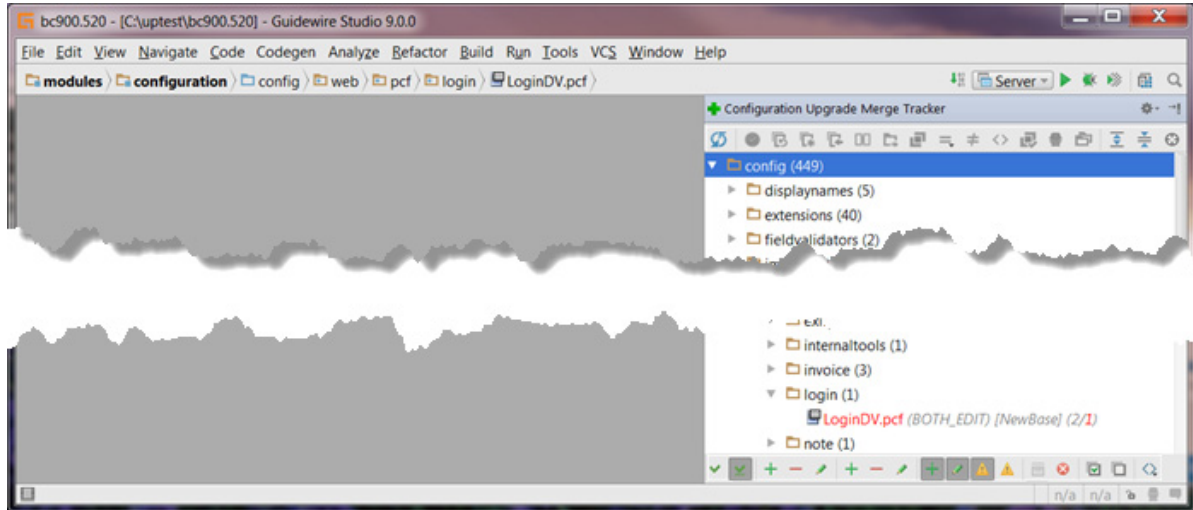 bc900.520 - [C:\uptest\bc900.520] - Guidewire Studio 9.0.0
File Edit View Navigate Code Codegen Analyze Refactor Build Run Tools VCS Window Help
modules configuration config web pcf login LoginDV.pcf Server
Configuration Upgrade Merge Tracker
config (449)
displaynames (5)
extensions (40)
fieldvalidators (2)
internaltools (1)
invoice (3)
login (1)
LoginDV.pcf (BOTH_EDIT) [NewBase] (2/1)
note (1)
n/a n/a